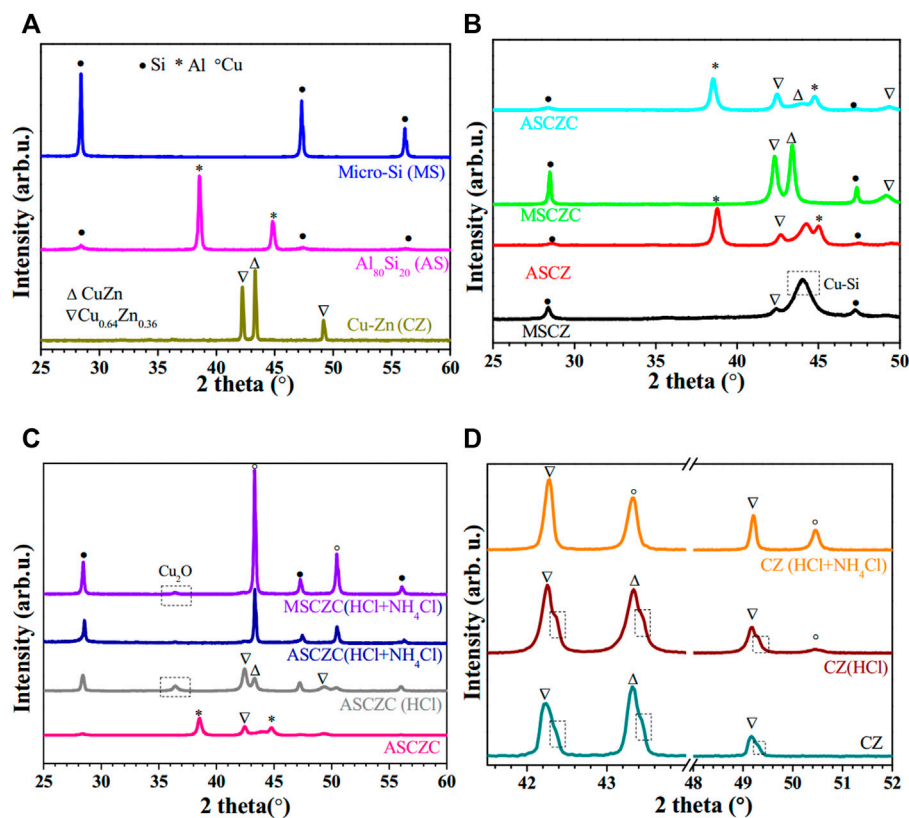 A
● Si * Al °Cu
Micro-Si (MS)
Al₈₀Si₂₀ (AS)
Δ CuZn
∇Cu₀.₆₄Zn₀.₃₆
Cu-Zn (CZ)
Intensity (arb.u.)
25 30 35 40 45 50 55 60
2 theta (°)
B
ASCZC
MSCZC
ASCZ
Cu-Si
MSCZ
Intensity (arb.u.)
25 30 35 40 45 50
2 theta (°)
C
Cu₂O
MSCZC(HCl+NH₄Cl)
ASCZC(HCl+NH₄Cl)
ASCZC (HCl)
ASCZC
Intensity (arb.u.)
25 30 35 40 45 50 55 60
2 theta(°)
D
CZ (HCl+NH₄Cl)
CZ(HCl)
CZ
Intensity (arb. u.)
42 43 48 49 50 51 52
2 theta (°)